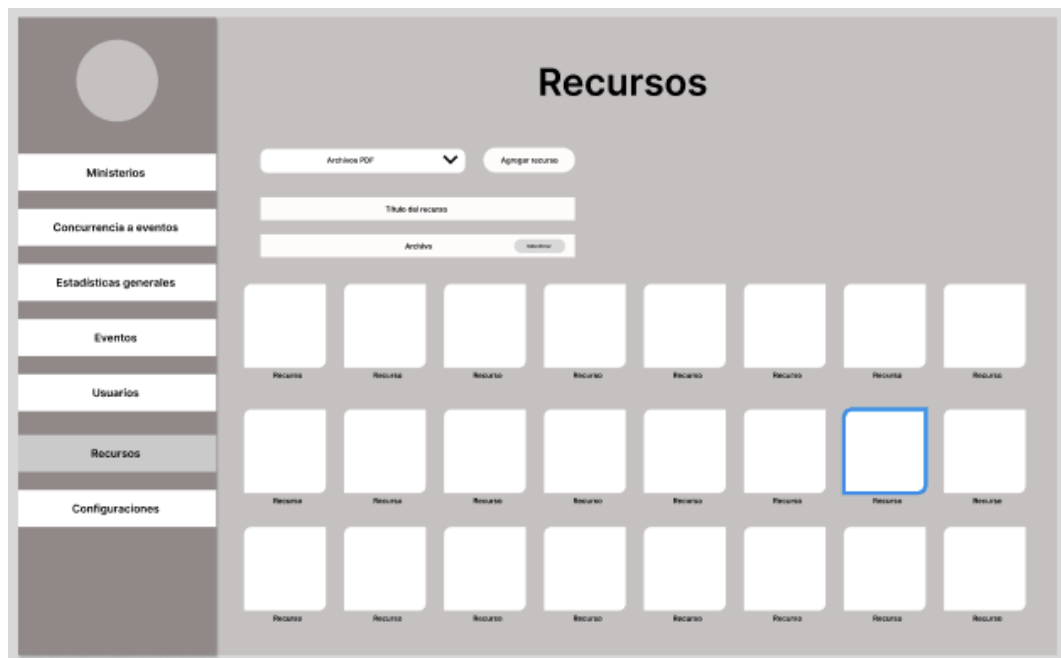 Recursos
Ministerios
Concurrencia a eventos
Estadísticas generales
Eventos
Usuarios
Recursos
Configuraciones
Archivos PDF
Agregar recurso
Título del recurso
Archivo
Recurso Recurso Recurso Recurso Recurso Recurso Recurso Recurso
Recurso Recurso Recurso Recurso Recurso Recurso Recurso Recurso
Recurso Recurso Recurso Recurso Recurso Recurso Recurso Recurso